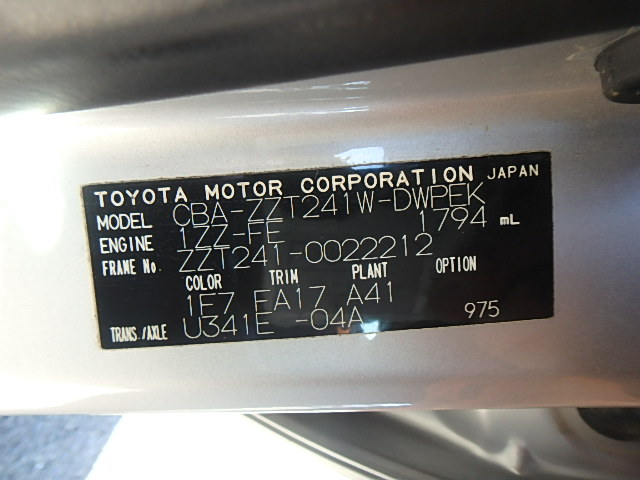 TOYOTA MOTOR CORPORATION JAPAN
MODEL CBA-ZZT241W-DWPEK
ENGINE 1ZZ-FE 1794 mL
FRAME No. ZZT241-0022212
COLOR TRIM PLANT OPTION
1F7 FA17 A41
TRANS./AXLE U341E -04A 975